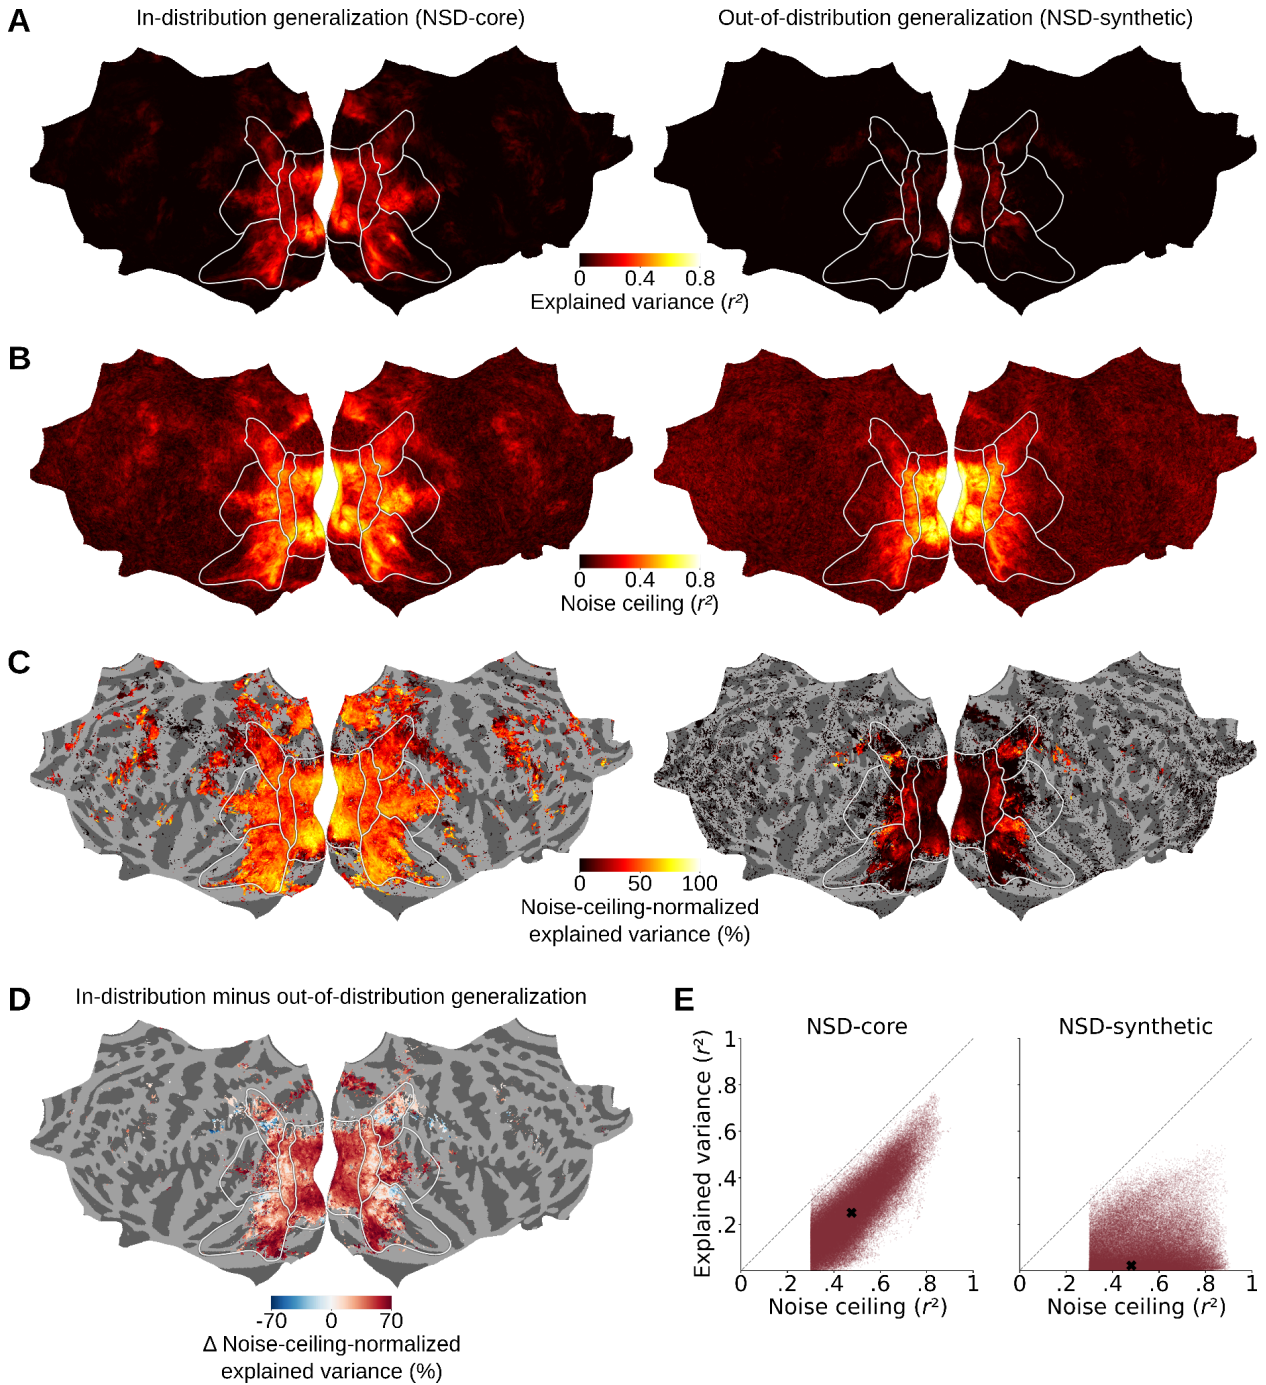 A
In-distribution generalization (NSD-core)
Out-of-distribution generalization (NSD-synthetic)
0 0.4 0.8
Explained variance (r²)
B
0 0.4 0.8
Noise ceiling (r²)
C
0 50 100
Noise-ceiling-normalized
explained variance (%)
D
In-distribution minus out-of-distribution generalization
-70 0 70
Δ Noise-ceiling-normalized
explained variance (%)
E
NSD-core
NSD-synthetic
Explained variance (r²)
1
.8
.6
.4
.2
0 .2 .4 .6 .8 1
Noise ceiling (r²)
0 .2 .4 .6 .8 1
Noise ceiling (r²)